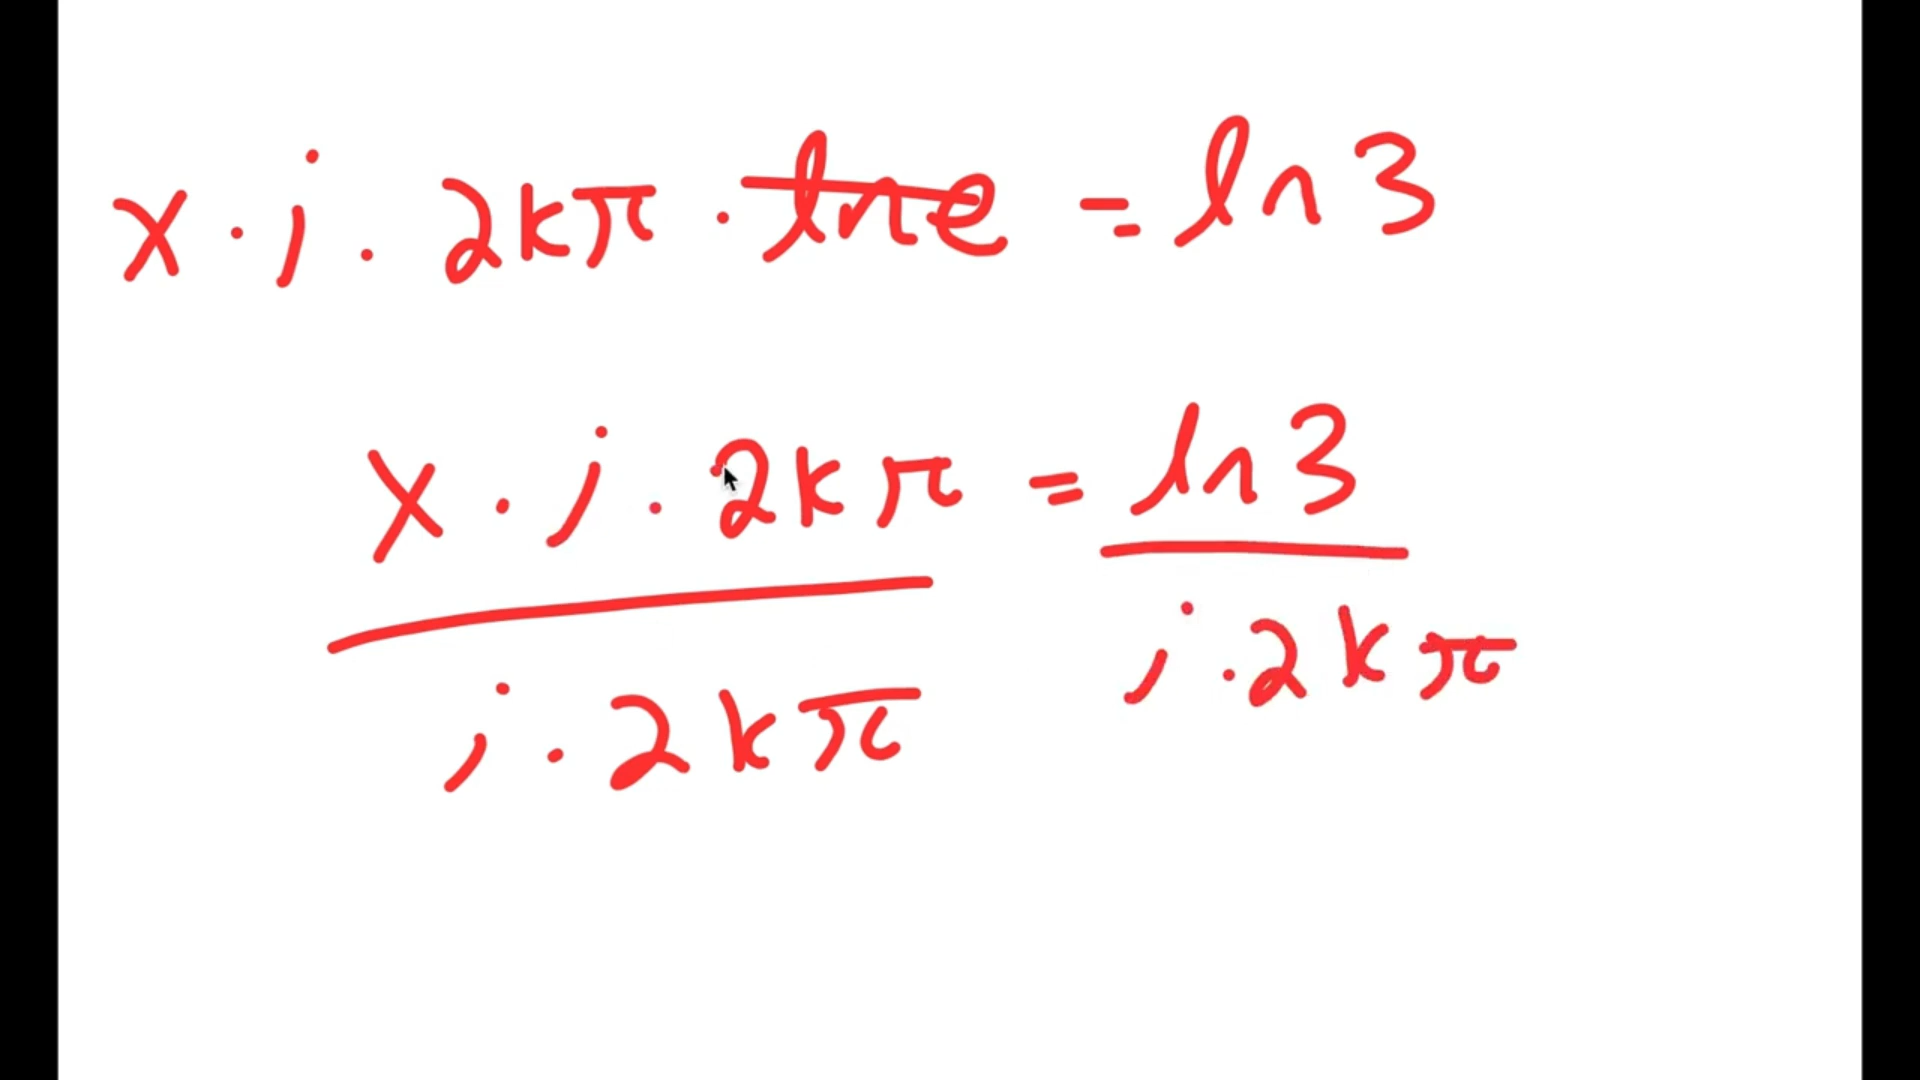 x · i · 2kπ · lne = ln3
x · i · 2kπ = ln3
i · 2kπ i · 2kπ